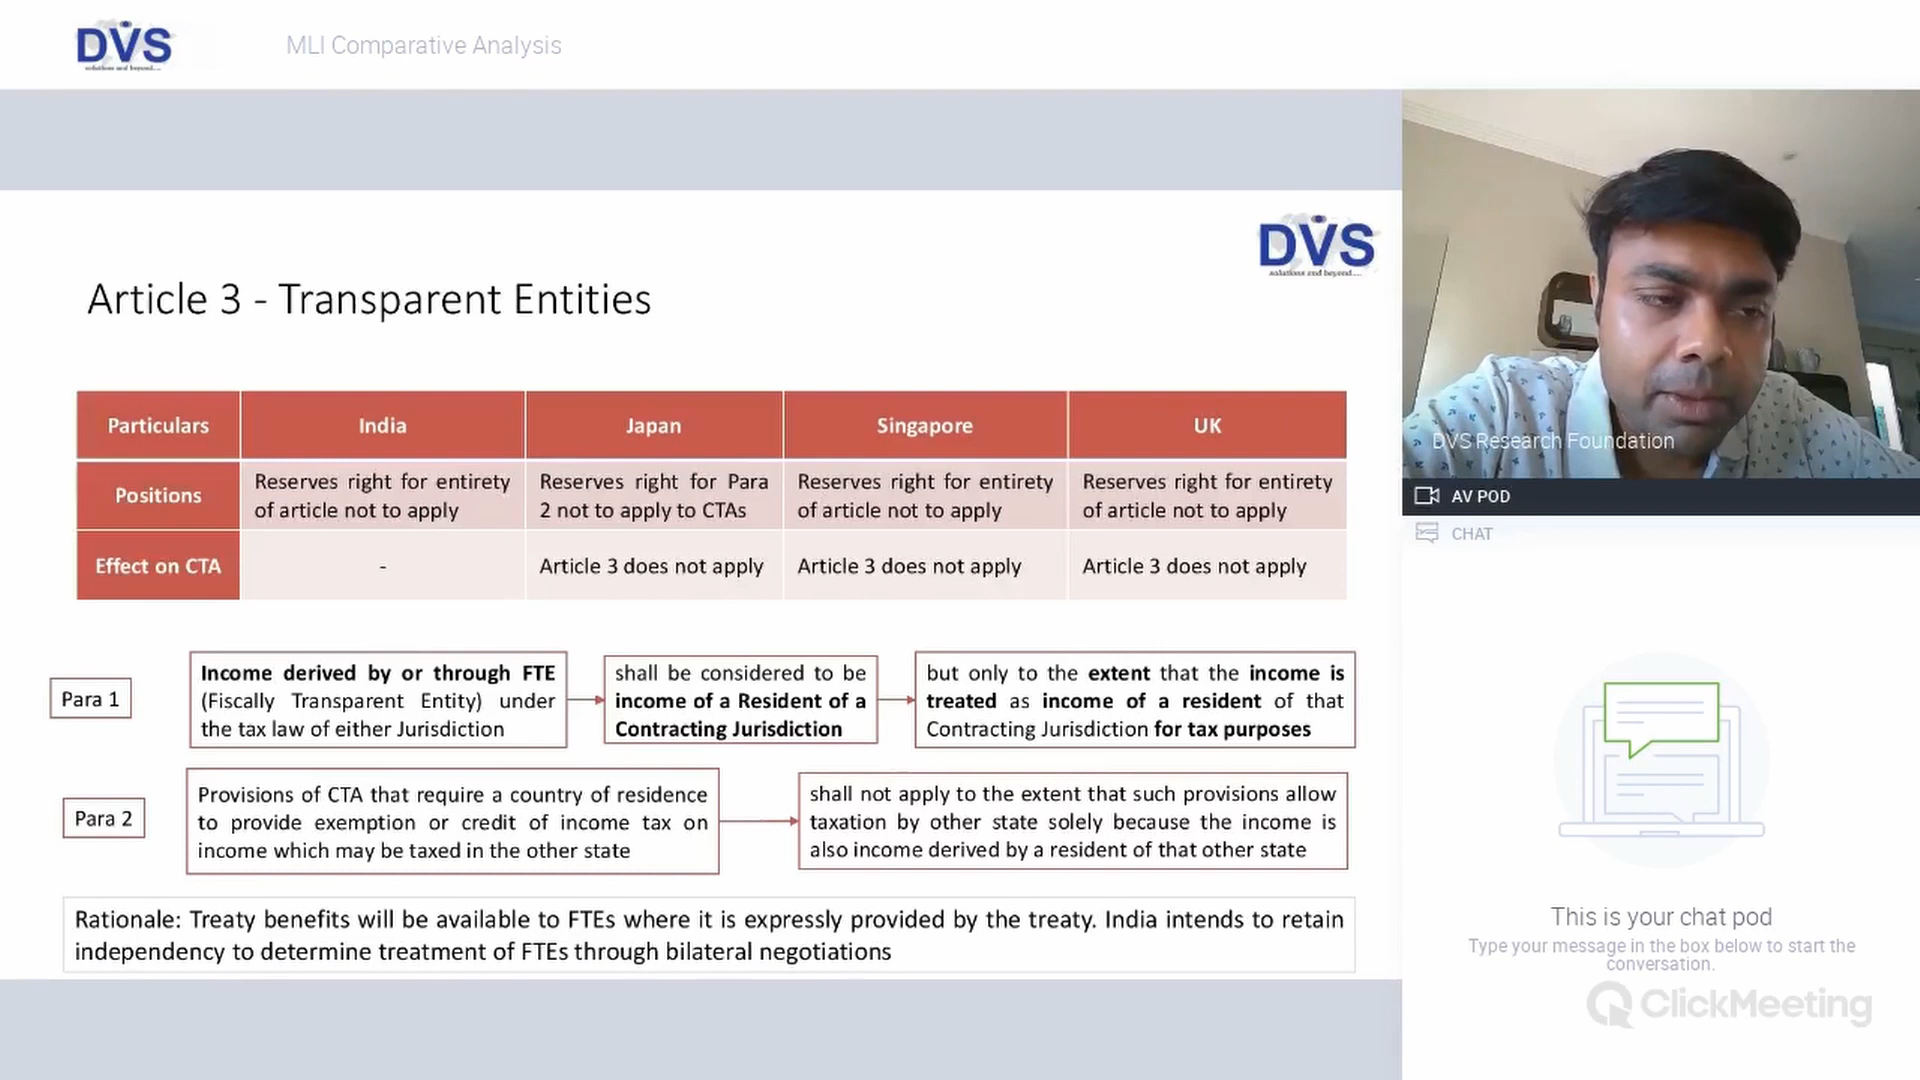 DVS
solutions and beyond....
MLI Comparative Analysis
DVS
solutions and beyond....
Article 3 - Transparent Entities
Particulars India Japan Singapore UK
Positions
Reserves right for entirety
of article not to apply
Reserves right for Para
2 not to apply to CTAs
Reserves right for entirety
of article not to apply
Reserves right for entirety
of article not to apply
Effect on CTA - Article 3 does not apply Article 3 does not apply Article 3 does not apply
Para 1
Income derived by or through FTE
(Fiscally Transparent Entity) under
the tax law of either Jurisdiction
shall be considered to be
income of a Resident of a
Contracting Jurisdiction
but only to the extent that the income is
treated as income of a resident of that
Contracting Jurisdiction for tax purposes
Para 2
Provisions of CTA that require a country of residence
to provide exemption or credit of income tax on
income which may be taxed in the other state
shall not apply to the extent that such provisions allow
taxation by other state solely because the income is
also income derived by a resident of that other state
Rationale: Treaty benefits will be available to FTEs where it is expressly provided by the treaty. India intends to retain
independency to determine treatment of FTEs through bilateral negotiations
DVS Research Foundation
AV POD
CHAT
This is your chat pod
Type your message in the box below to start the
conversation.
ClickMeeting